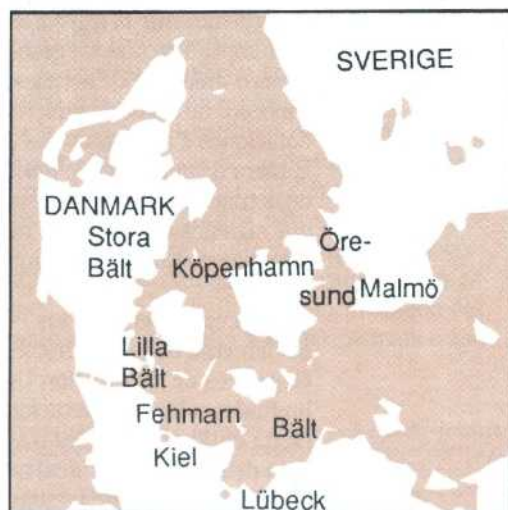 SVERIGE
DANMARK
Stora
Bält
Köpenhamn
Öre-
sund
Malmö
Lilla
Bält
Fehmarn
Bält
Kiel
Lübeck